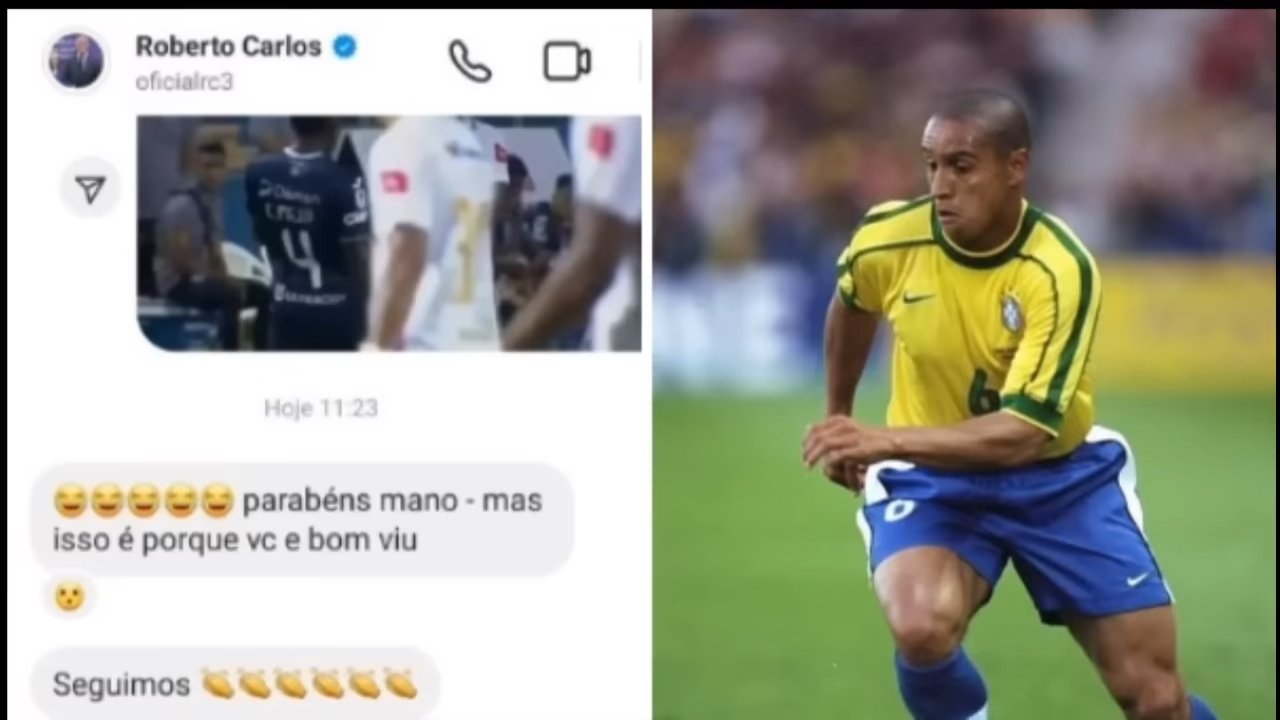 Roberto Carlos
oficialrc3
4
Hoje 11:23
😂😂😂😂😂 parabéns mano - mas
isso é porque vc e bom viu
Seguimos 👏👏👏👏👏👏
6
6